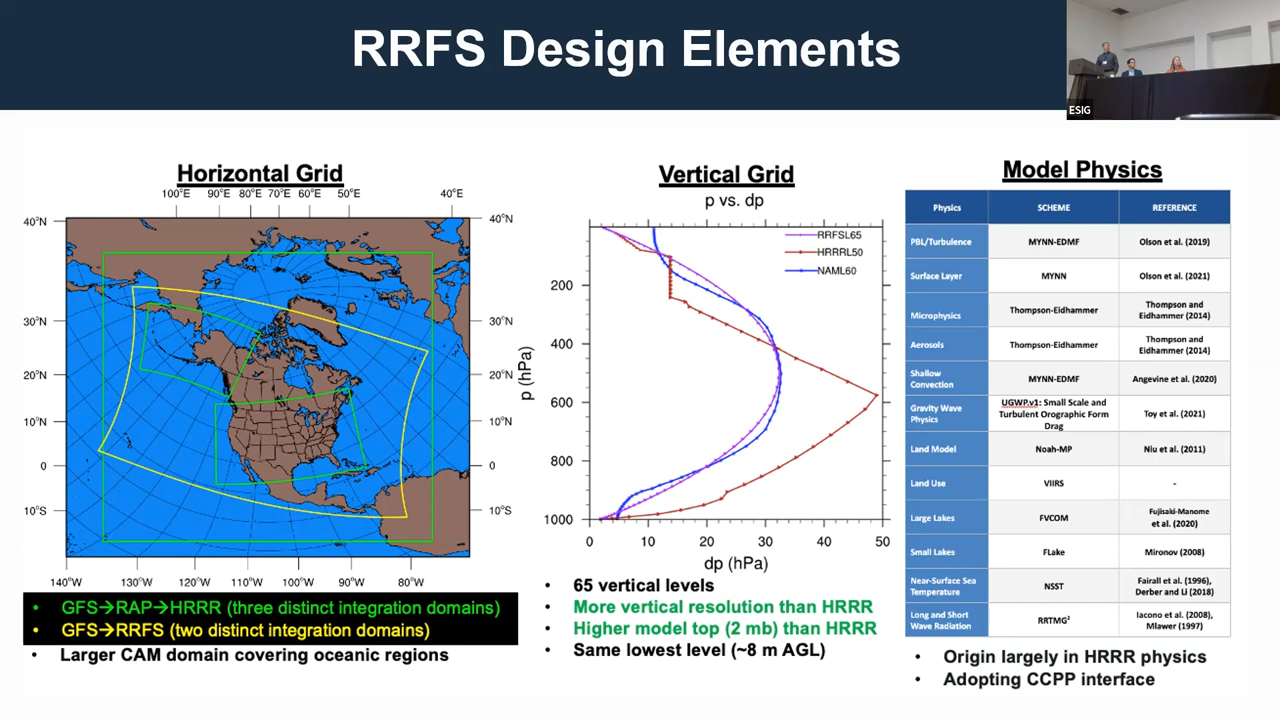 RRFS Design Elements
ESIG
Horizontal Grid
100°E 90°E 80°E 70°E 60°E 50°E 40°E
40°N 40°N
30°N 30°N
20°N 20°N
10°N 10°N
0 0
10°S 10°S
140°W 130°W 120°W 110°W 100°W 90°W 80°W
• GFS→RAP→HRRR (three distinct integration domains)
• GFS→RRFS (two distinct integration domains)
• Larger CAM domain covering oceanic regions
Vertical Grid
p vs. dp
RRFSL65
HRRRL50
NAML60
p (hPa)
200
400
600
800
1000
0 10 20 30 40 50
dp (hPa)
• 65 vertical levels
• More vertical resolution than HRRR
• Higher model top (2 mb) than HRRR
• Same lowest level (~8 m AGL)
Model Physics
Physics SCHEME REFERENCE
PBL/Turbulence MYNN-EDMF Olson et al. (2019)
Surface Layer MYNN Olson et al. (2021)
Microphysics Thompson-Eidhammer Thompson and
Eidhammer (2014)
Aerosols Thompson-Eidhammer Thompson and
Eidhammer (2014)
Shallow
Convection MYNN-EDMF Angevine et al. (2020)
Gravity Wave
Physics UGWP.v1: Small Scale and
Turbulent Orographic Form
Drag Toy et al. (2021)
Land Model Noah-MP Niu et al. (2011)
Land Use VIIRS -
Large Lakes FVCOM Fujisaki-Manome
et al. (2020)
Small Lakes FLake Mironov (2008)
Near-Surface Sea
Temperature NSST Fairall et al. (1996),
Derber and Li (2018)
Long and Short
Wave Radiation RRTMG² Iacono et al. (2008),
Mlawer (1997)
• Origin largely in HRRR physics
• Adopting CCPP interface